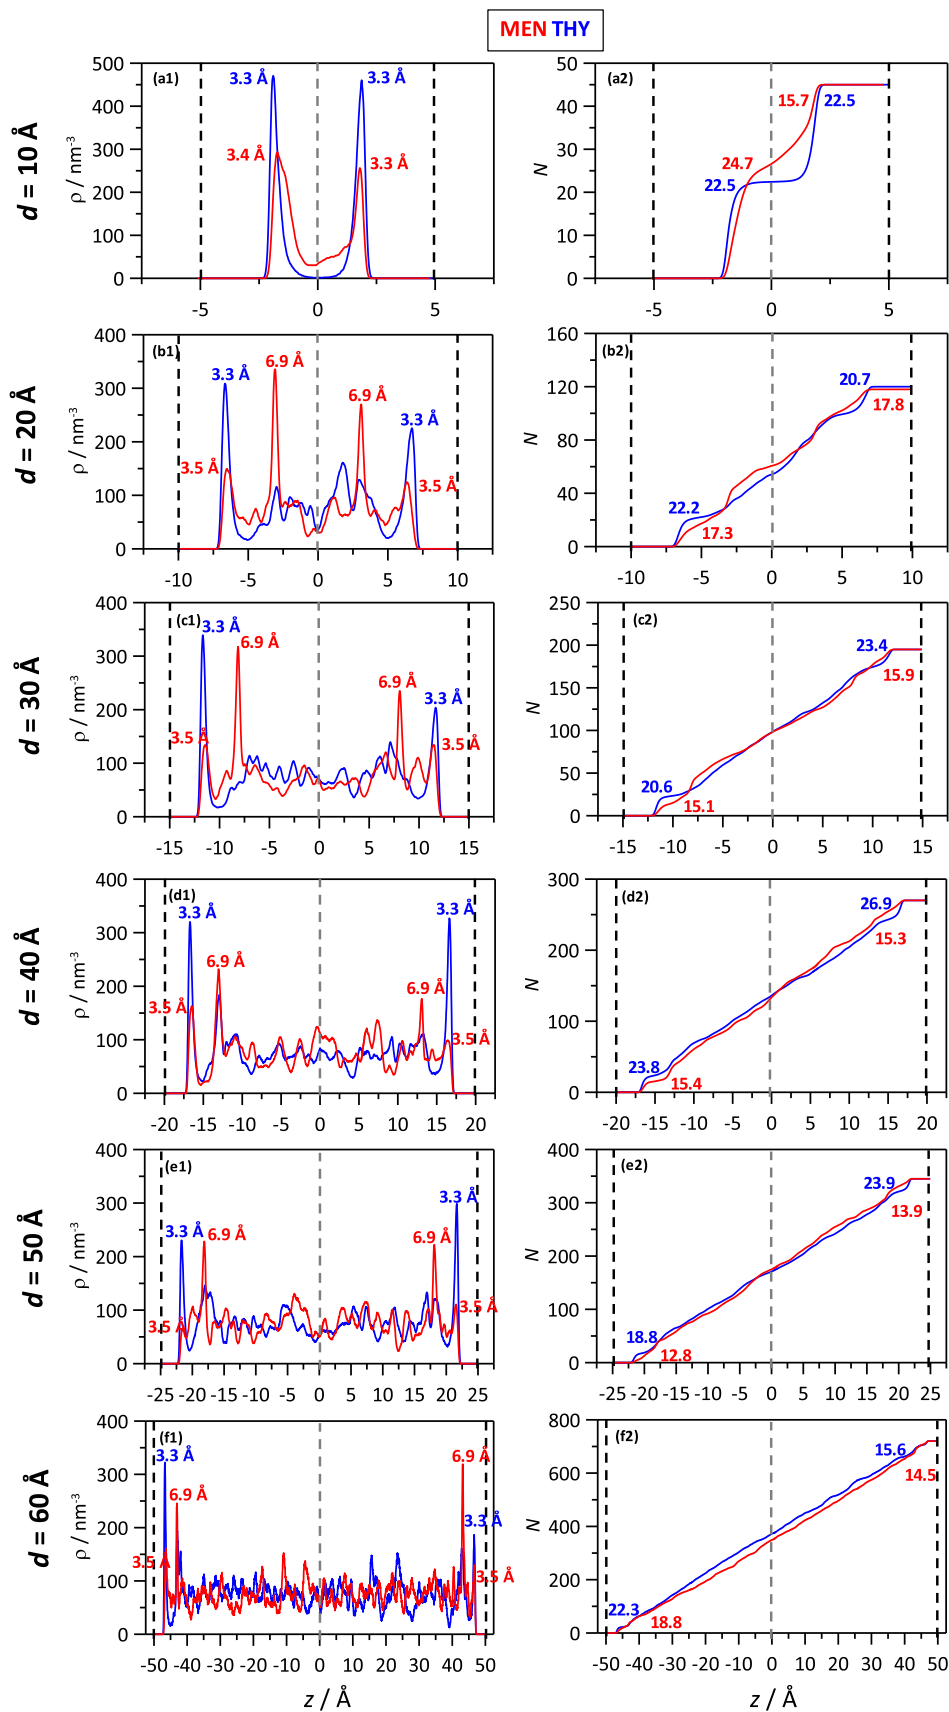 MEN THY
d = 10 Å
(a1)
3.3 Å
3.3 Å
3.4 Å
3.3 Å
ρ / nm-3
500
400
300
200
100
0
-5
0
5
(a2)
15.7
22.5
24.7
22.5
N
50
40
30
20
10
0
-5
0
5
d = 20 Å
(b1)
3.3 Å
6.9 Å
6.9 Å
3.3 Å
3.5 Å
3.5 Å
ρ / nm-3
400
300
200
100
0
-10
-5
0
5
10
(b2)
20.7
17.8
22.2
17.3
N
160
120
80
40
0
-10
-5
0
5
10
d = 30 Å
(c1)
3.3 Å
6.9 Å
6.9 Å
3.3 Å
3.5 Å
3.5 Å
ρ / nm-3
400
300
200
100
0
-15
-10
-5
0
5
10
15
(c2)
23.4
15.9
20.6
15.1
N
250
200
150
100
50
0
-15
-10
-5
0
5
10
15
d = 40 Å
(d1)
3.3 Å
3.3 Å
6.9 Å
6.9 Å
3.5 Å
3.5 Å
ρ / nm-3
400
300
200
100
0
-20
-15
-10
-5
0
5
10
15
20
(d2)
26.9
15.3
23.8
15.4
N
300
200
100
0
-20
-15
-10
-5
0
5
10
15
20
d = 50 Å
(e1)
3.3 Å
3.3 Å
6.9 Å
6.9 Å
3.5 Å
3.5 Å
ρ / nm-3
400
300
200
100
0
-25
-20
-15
-10
-5
0
5
10
15
20
25
(e2)
23.9
13.9
18.8
12.8
N
400
300
200
100
0
-25
-20
-15
-10
-5
0
5
10
15
20
25
d = 60 Å
(f1)
3.3 Å
6.9 Å
6.9 Å
3.3 Å
3.5 Å
3.5 Å
ρ / nm-3
400
300
200
100
0
-50
-40
-30
-20
-10
0
10
20
30
40
50
z / Å
(f2)
15.6
14.5
22.3
18.8
N
800
600
400
200
0
-50
-40
-30
-20
-10
0
10
20
30
40
50
z / Å